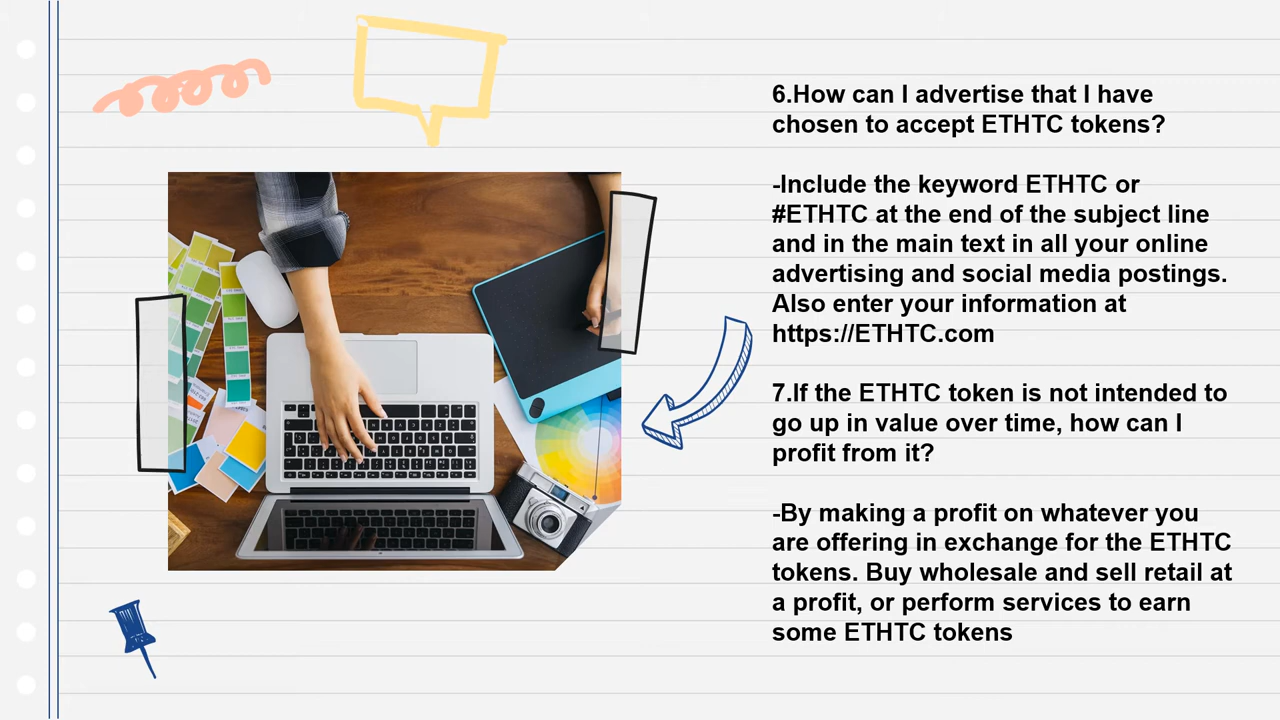 6.How can I advertise that I have
chosen to accept ETHTC tokens?
-Include the keyword ETHTC or
#ETHTC at the end of the subject line
and in the main text in all your online
advertising and social media postings.
Also enter your information at
https://ETHTC.com
7.If the ETHTC token is not intended to
go up in value over time, how can I
profit from it?
-By making a profit on whatever you
are offering in exchange for the ETHTC
tokens. Buy wholesale and sell retail at
a profit, or perform services to earn
some ETHTC tokens